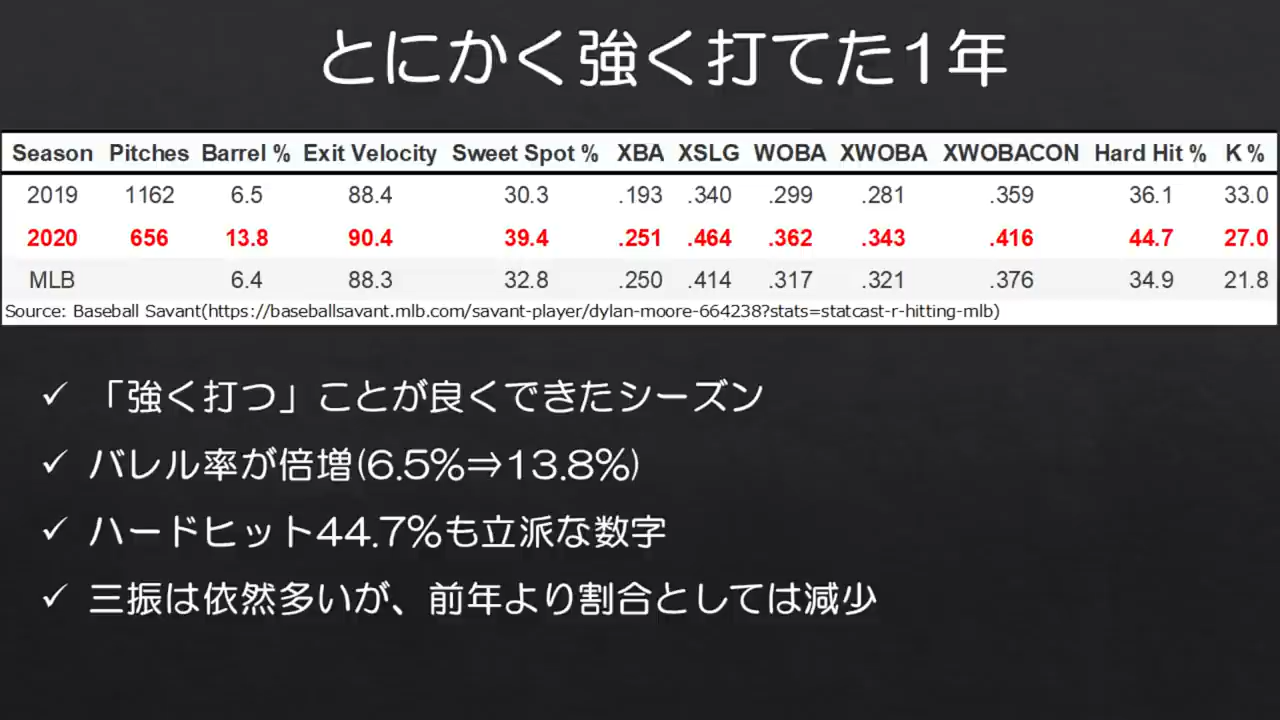 とにかく強く打てた1年
Season Pitches Barrel % Exit Velocity Sweet Spot % XBA XSLG WOBA XWOBA XWOBACON Hard Hit % K %
2019 1162 6.5 88.4 30.3 .193 .340 .299 .281 .359 36.1 33.0
2020 656 13.8 90.4 39.4 .251 .464 .362 .343 .416 44.7 27.0
MLB 6.4 88.3 32.8 .250 .414 .317 .321 .376 34.9 21.8
Source: Baseball Savant(https://baseballsavant.mlb.com/savant-player/dylan-moore-664238?stats=statcast-r-hitting-mlb)
✓ 「強く打つ」ことが良くできたシーズン
✓ バレル率が倍増(6.5%⇒13.8%)
✓ ハードヒット44.7%も立派な数字
✓ 三振は依然多いが、前年より割合としては減少